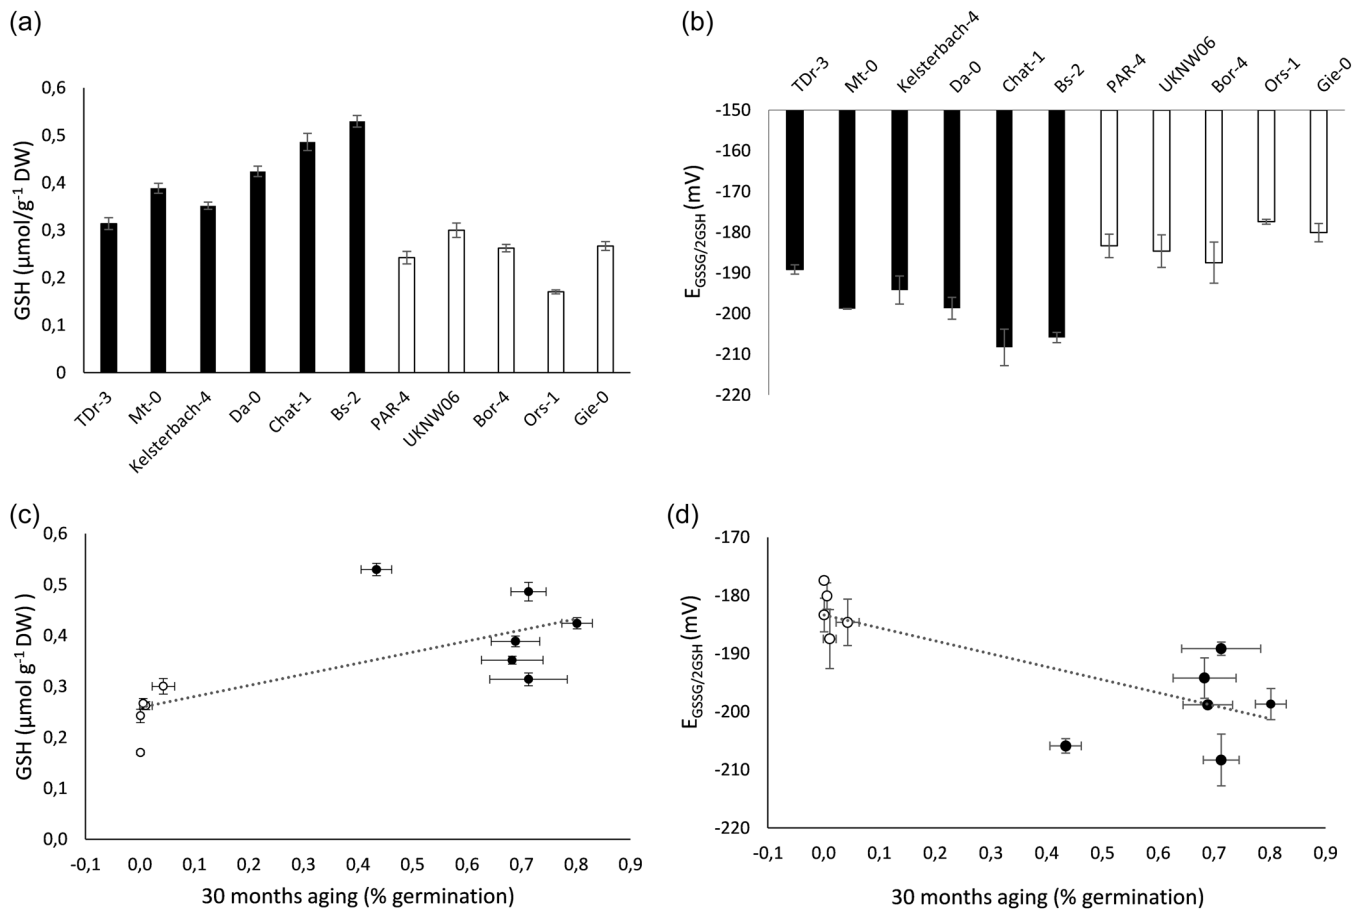 (a)
GSH (µmol/g⁻¹ DW)
0,6
0,5
0,4
0,3
0,2
0,1
0
TDr-3
Mt-0
Kelsterbach-4
Da-0
Chat-1
Bs-2
PAR-4
UKNW06
Bor-4
Ors-1
Gie-0
(b)
TDr-3
Mt-0
Kelsterbach-4
Da-0
Chat-1
Bs-2
PAR-4
UKNW06
Bor-4
Ors-1
Gie-0
E_GSSG/2GSH (mV)
-150
-160
-170
-180
-190
-200
-210
-220
(c)
GSH (µmol g⁻¹ DW) )
0,6
0,5
0,4
0,3
0,2
0,1
0,0
-0,1 0,0 0,1 0,2 0,3 0,4 0,5 0,6 0,7 0,8 0,9
30 months aging (% germination)
(d)
E_GSSG/2GSH (mV)
-170
-180
-190
-200
-210
-220
-0,1 0,0 0,1 0,2 0,3 0,4 0,5 0,6 0,7 0,8 0,9
30 months aging (% germination)